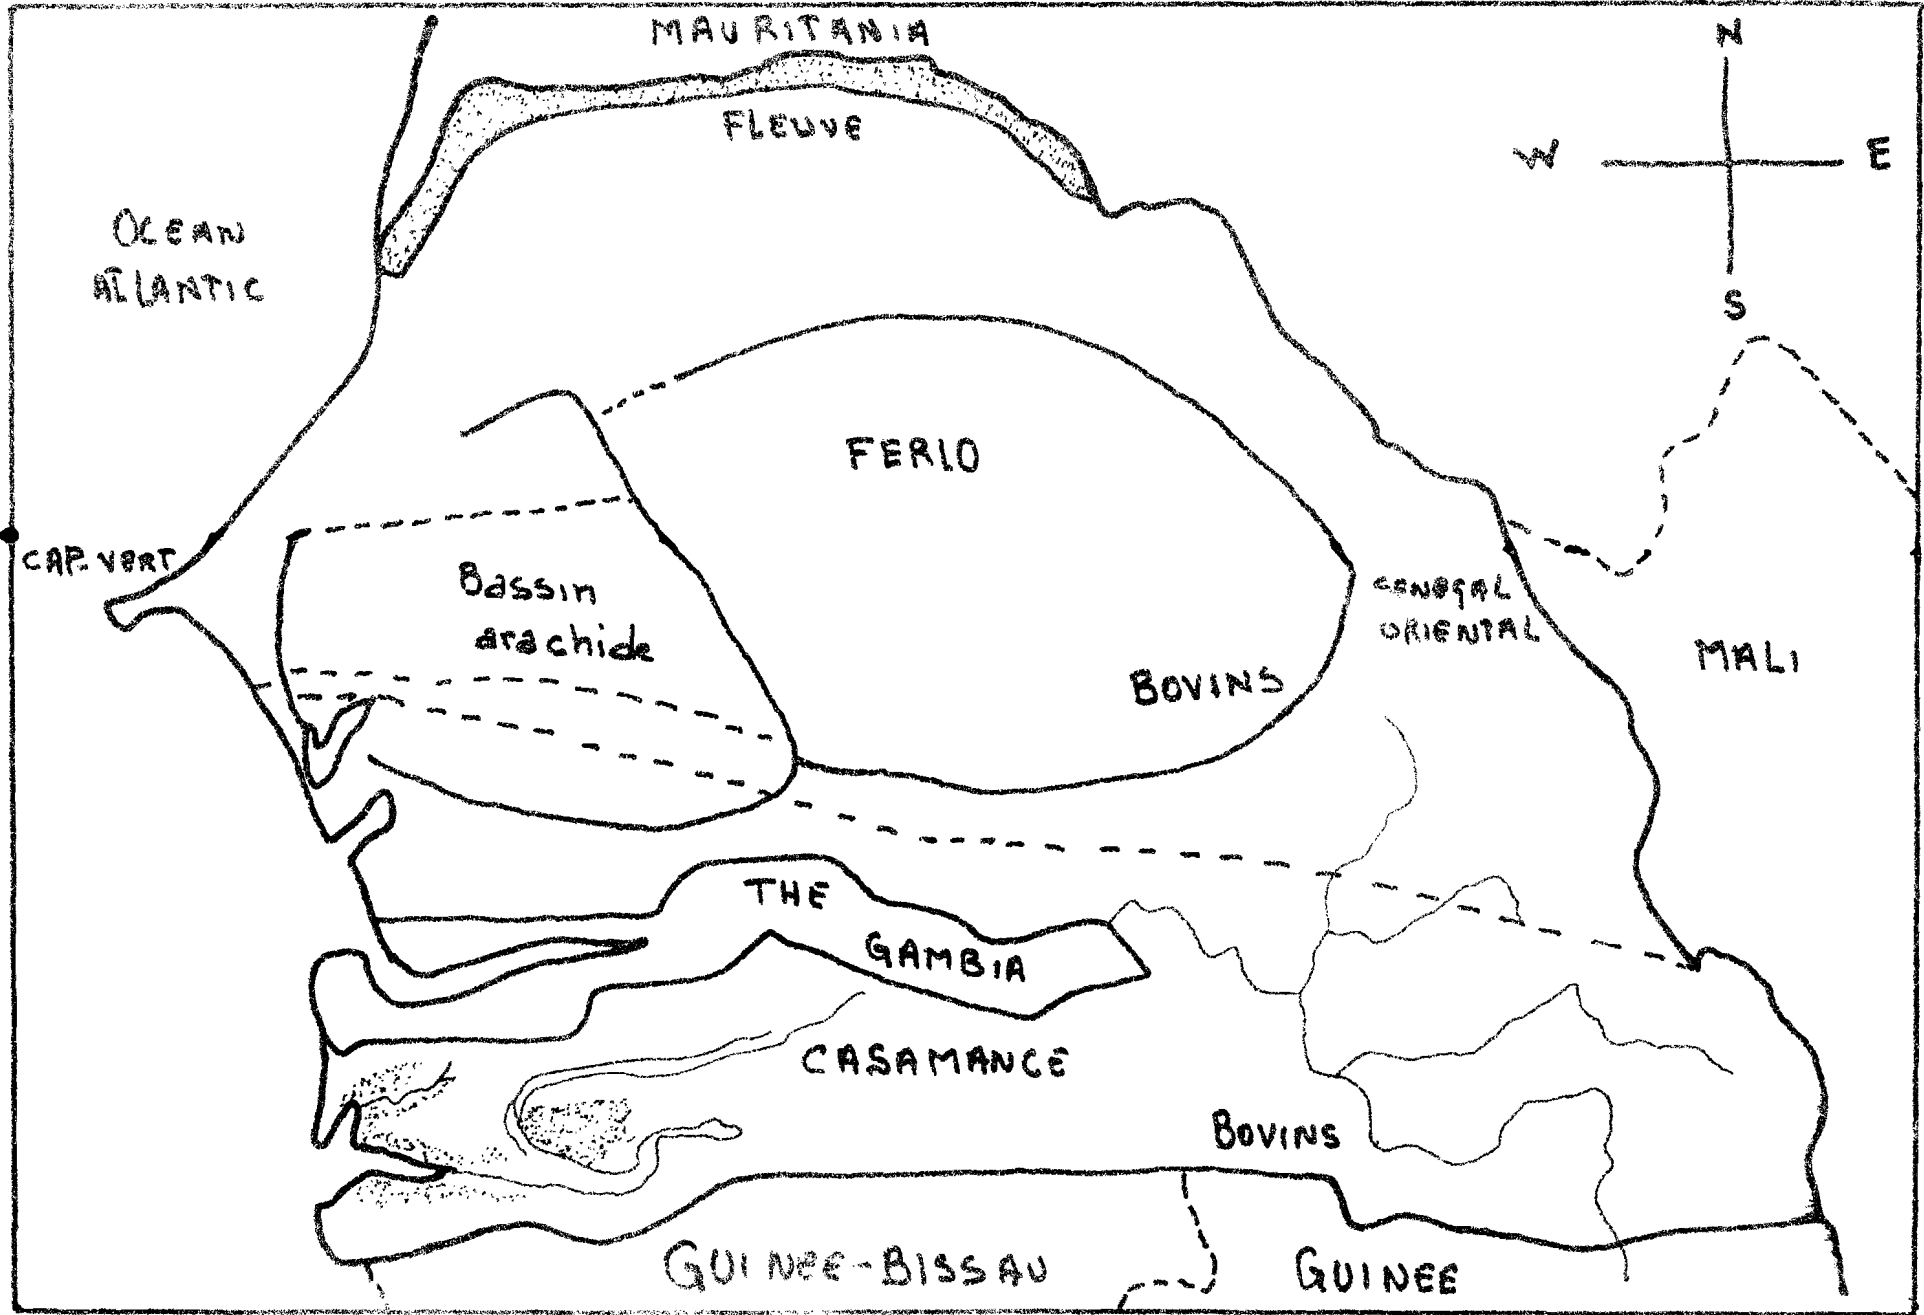 MAURITANIA
N
FLEUVE
W
E
OCEAN
ATLANTIC
S
FERLO
CAP-VERT
Bassin
arachide
SENEGAL
ORIENTAL
MALI
BOVINS
THE
GAMBIA
CASAMANCE
BOVINS
GUINEE-BISSAU
GUINEE